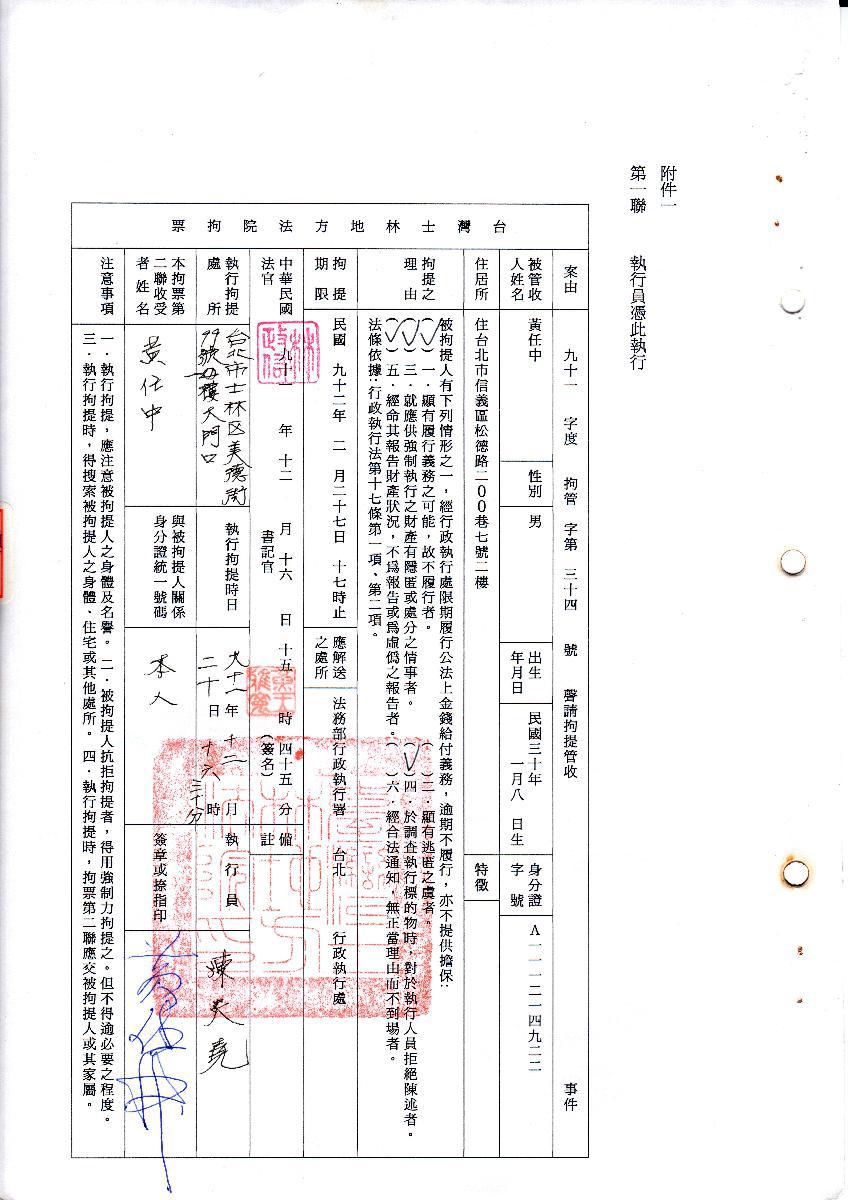 附件一
第一聯 執行員憑此執行
台灣士林地方法院拘票
案由 九十一 字度 拘管 字第 三十四 號 聲請拘提管收 事件
被管收人姓名 黃任中 性別 男 出生年月日 民國三十年一月八日生 身分證字號 A一一一二一四九二二
住居所 住台北市信義區松德路二00巷七號二樓 特徵
拘提之理由 被拘提人有下列情形之一，經行政執行處限期履行公法上金錢給付義務，逾期不履行，亦不提供擔保：
(✓)一．顯有履行義務之可能，故不履行者。 ( )二．顯有逃匿之虞者。
(✓)三．就應供強制執行之財產有隱匿或處分之情事者。 (✓)四．於調查執行標的物時，對於執行人員拒絕陳述者。
(✓)五．經命其報告財產狀況，不為報告或為虛偽之報告者。 ( )六．經合法通知，無正當理由而不到場者。
法條依據：行政執行法第十七條第一項、第二項。
拘提期限 民國 九十二年 二 月二十七日 十七時止 應解送之處所 法務部行政執行署 台北 行政執行處
中華民國 九十一 年 十二 月 十六 日 十五 時 四十五 分 備註
法官 書記官 (簽名)
執行拘提處所 台北市士林区美德街99號四樓大門口 執行拘提時日 九十一年 十二 月 二十 日 十六 時 三十分 執行員
本拘票第二聯收受者姓名 黃任中 與被拘提人關係身分證統一號碼 本人 簽章或捺指印 黃任中
注意事項 一．執行拘提，應注意被拘提人之身體及名譽。 二．被拘提人抗拒拘提者，得用強制力拘提之。但不得逾必要之程度。
三．執行拘提時，得搜索被拘提人之身體、住宅或其他處所。 四．執行拘提時，拘票第二聯應交被拘提人或其家屬。